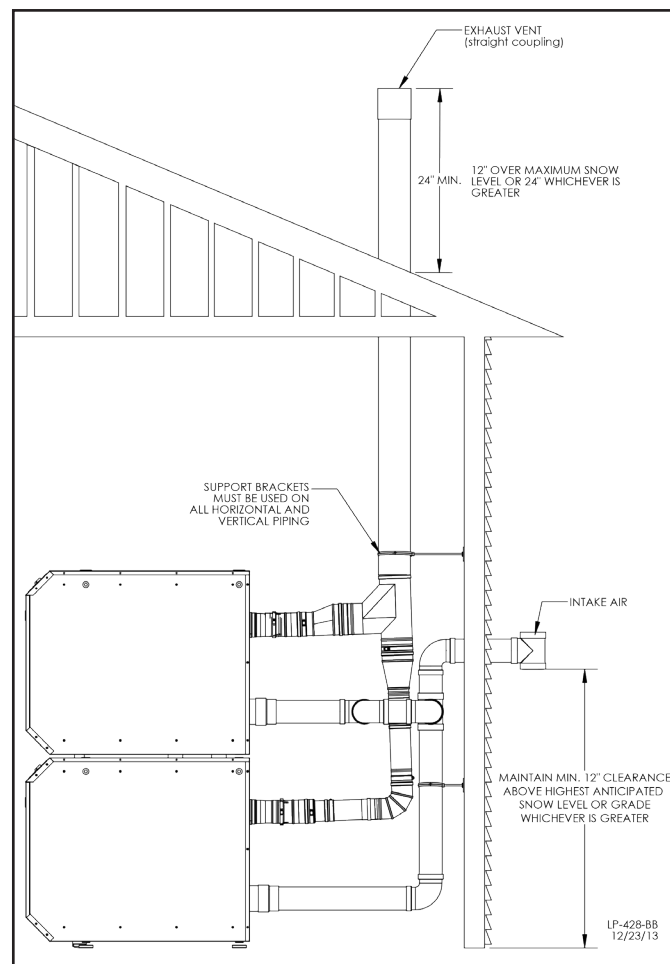 EXHAUST VENT
(straight coupling)
24" MIN.
12" OVER MAXIMUM SNOW
LEVEL OR 24" WHICHEVER IS
GREATER
SUPPORT BRACKETS
MUST BE USED ON
ALL HORIZONTAL AND
VERTICAL PIPING
INTAKE AIR
MAINTAIN MIN. 12" CLEARANCE
ABOVE HIGHEST ANTICIPATED
SNOW LEVEL OR GRADE
WHICHEVER IS GREATER
LP-428-BB
12/23/13